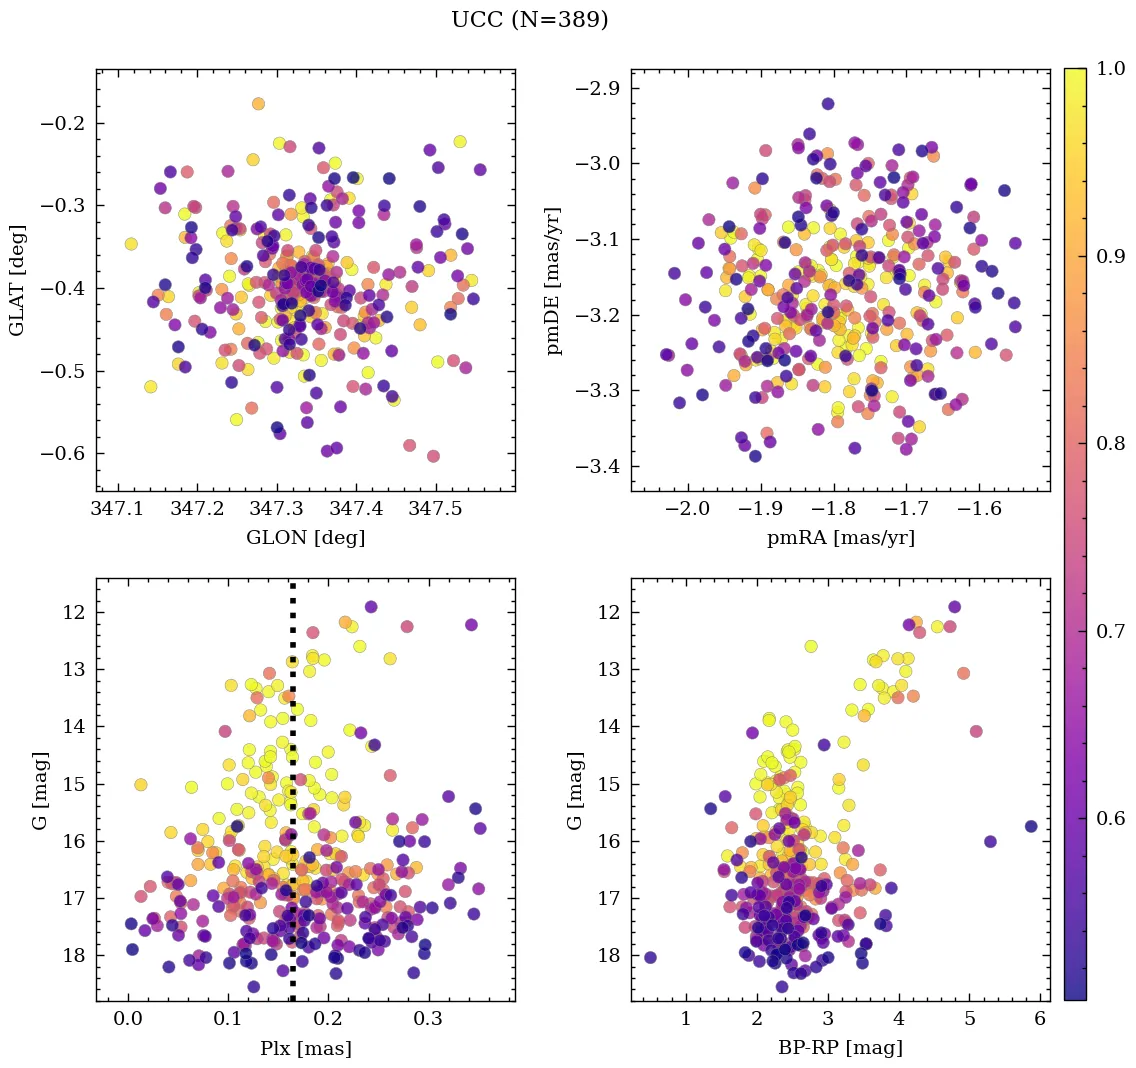 UCC (N=389)
−0.2
−0.3
−0.4
−0.5
−0.6
GLAT [deg]
347.1 347.2 347.3 347.4 347.5
GLON [deg]
−2.9
−3.0
−3.1
−3.2
−3.3
−3.4
pmDE [mas/yr]
−2.0 −1.9 −1.8 −1.7 −1.6
pmRA [mas/yr]
1.0
0.9
0.8
0.7
0.6
12
13
14
15
16
17
18
G [mag]
0.0 0.1 0.2 0.3
Plx [mas]
12
13
14
15
16
17
18
G [mag]
1 2 3 4 5 6
BP-RP [mag]